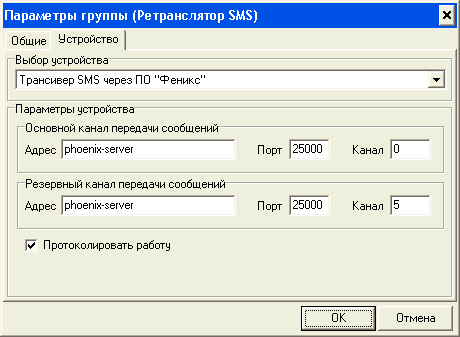 Параметры группы (Ретранслятор SMS)
Общие Устройство
Выбор устройства
Трансивер SMS через ПО "Феникс"
Параметры устройства
Основной канал передачи сообщений
Адрес phoenix-server Порт 25000 Канал 0
Резервный канал передачи сообщений
Адрес phoenix-server Порт 25000 Канал 5
Протоколировать работу
OK Отмена